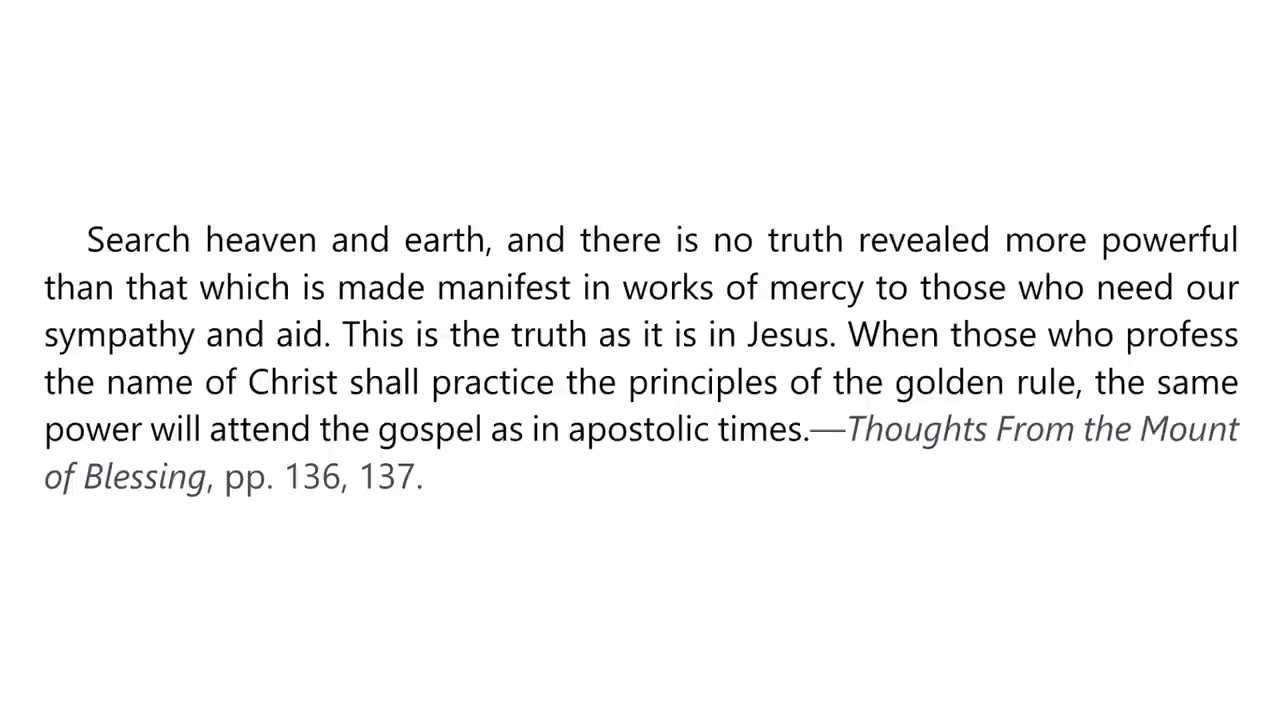 Search heaven and earth, and there is no truth revealed more powerful
than that which is made manifest in works of mercy to those who need our
sympathy and aid. This is the truth as it is in Jesus. When those who profess
the name of Christ shall practice the principles of the golden rule, the same
power will attend the gospel as in apostolic times.—Thoughts From the Mount
of Blessing, pp. 136, 137.